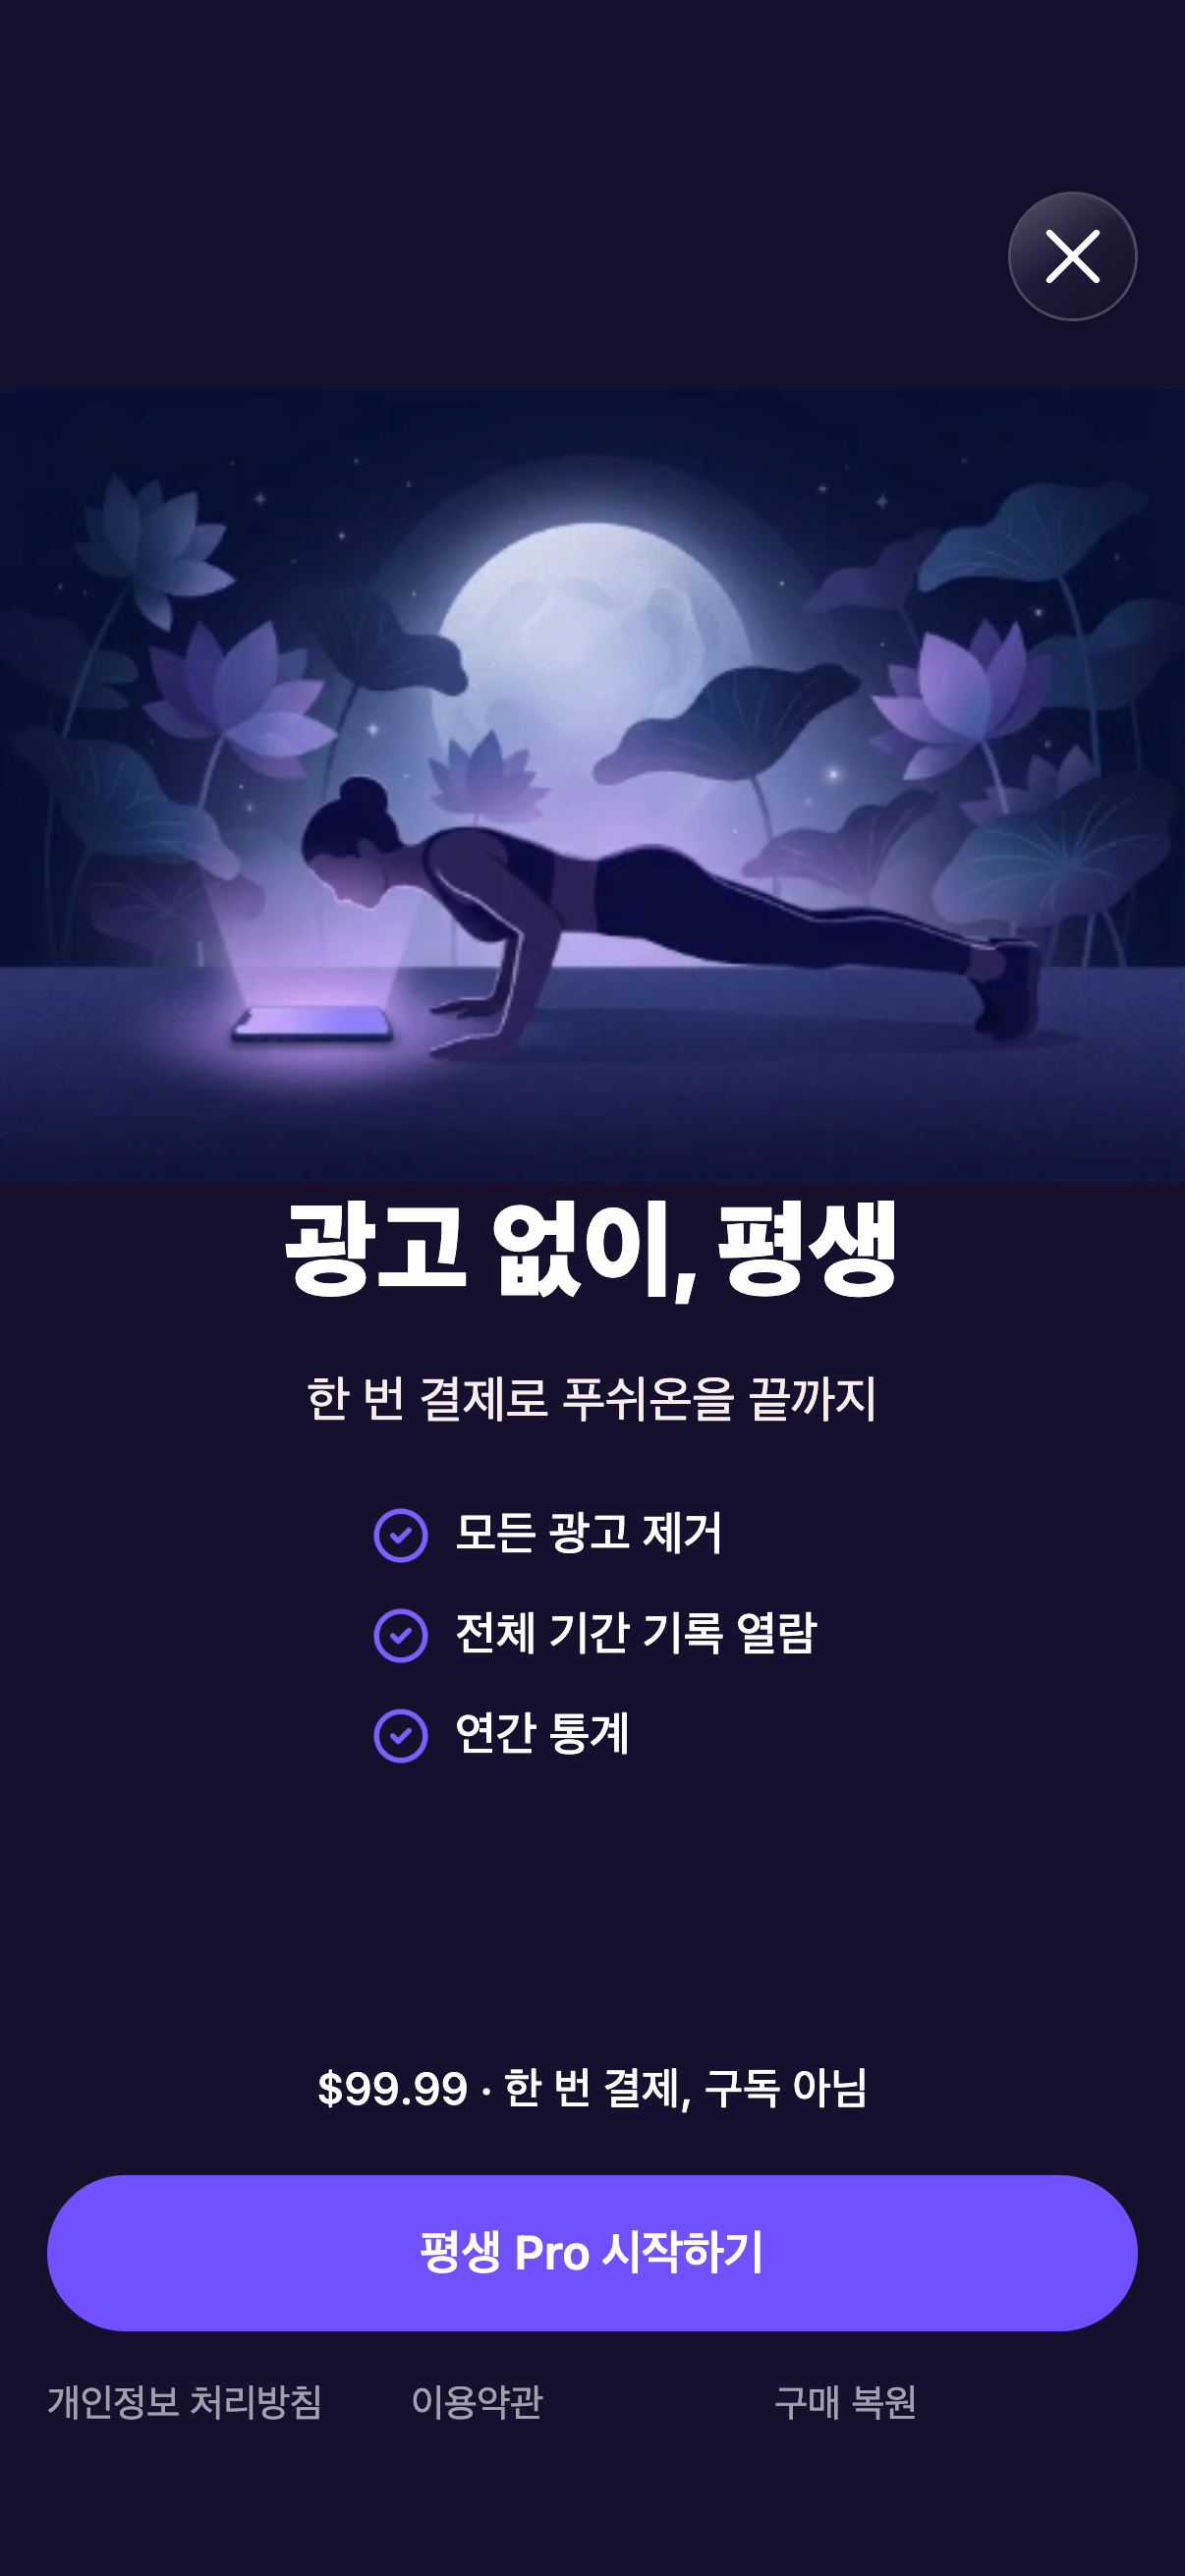 광고 없이, 평생
한 번 결제로 푸쉬온을 끝까지
모든 광고 제거
전체 기간 기록 열람
연간 통계
$99.99 · 한 번 결제, 구독 아님
평생 Pro 시작하기
개인정보 처리방침 이용약관 구매 복원